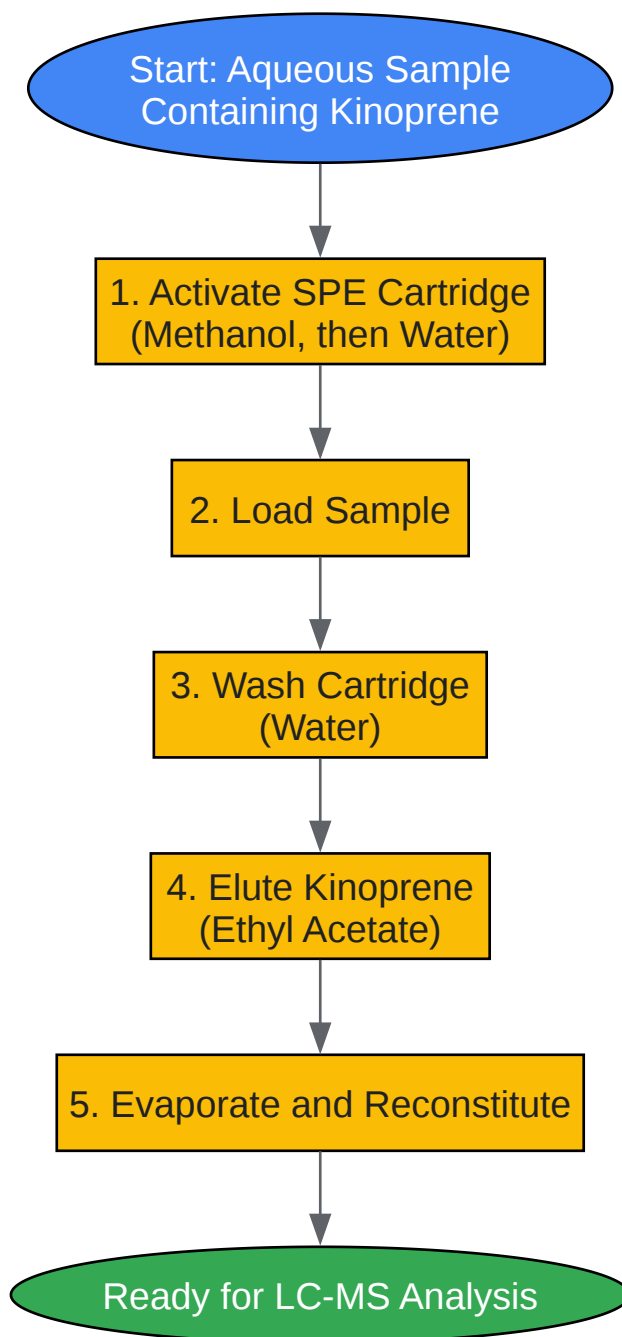 Start: Aqueous Sample
Containing Kinoprene
1. Activate SPE Cartridge
(Methanol, then Water)
2. Load Sample
3. Wash Cartridge
(Water)
4. Elute Kinoprene
(Ethyl Acetate)
5. Evaporate and Reconstitute
Ready for LC-MS Analysis